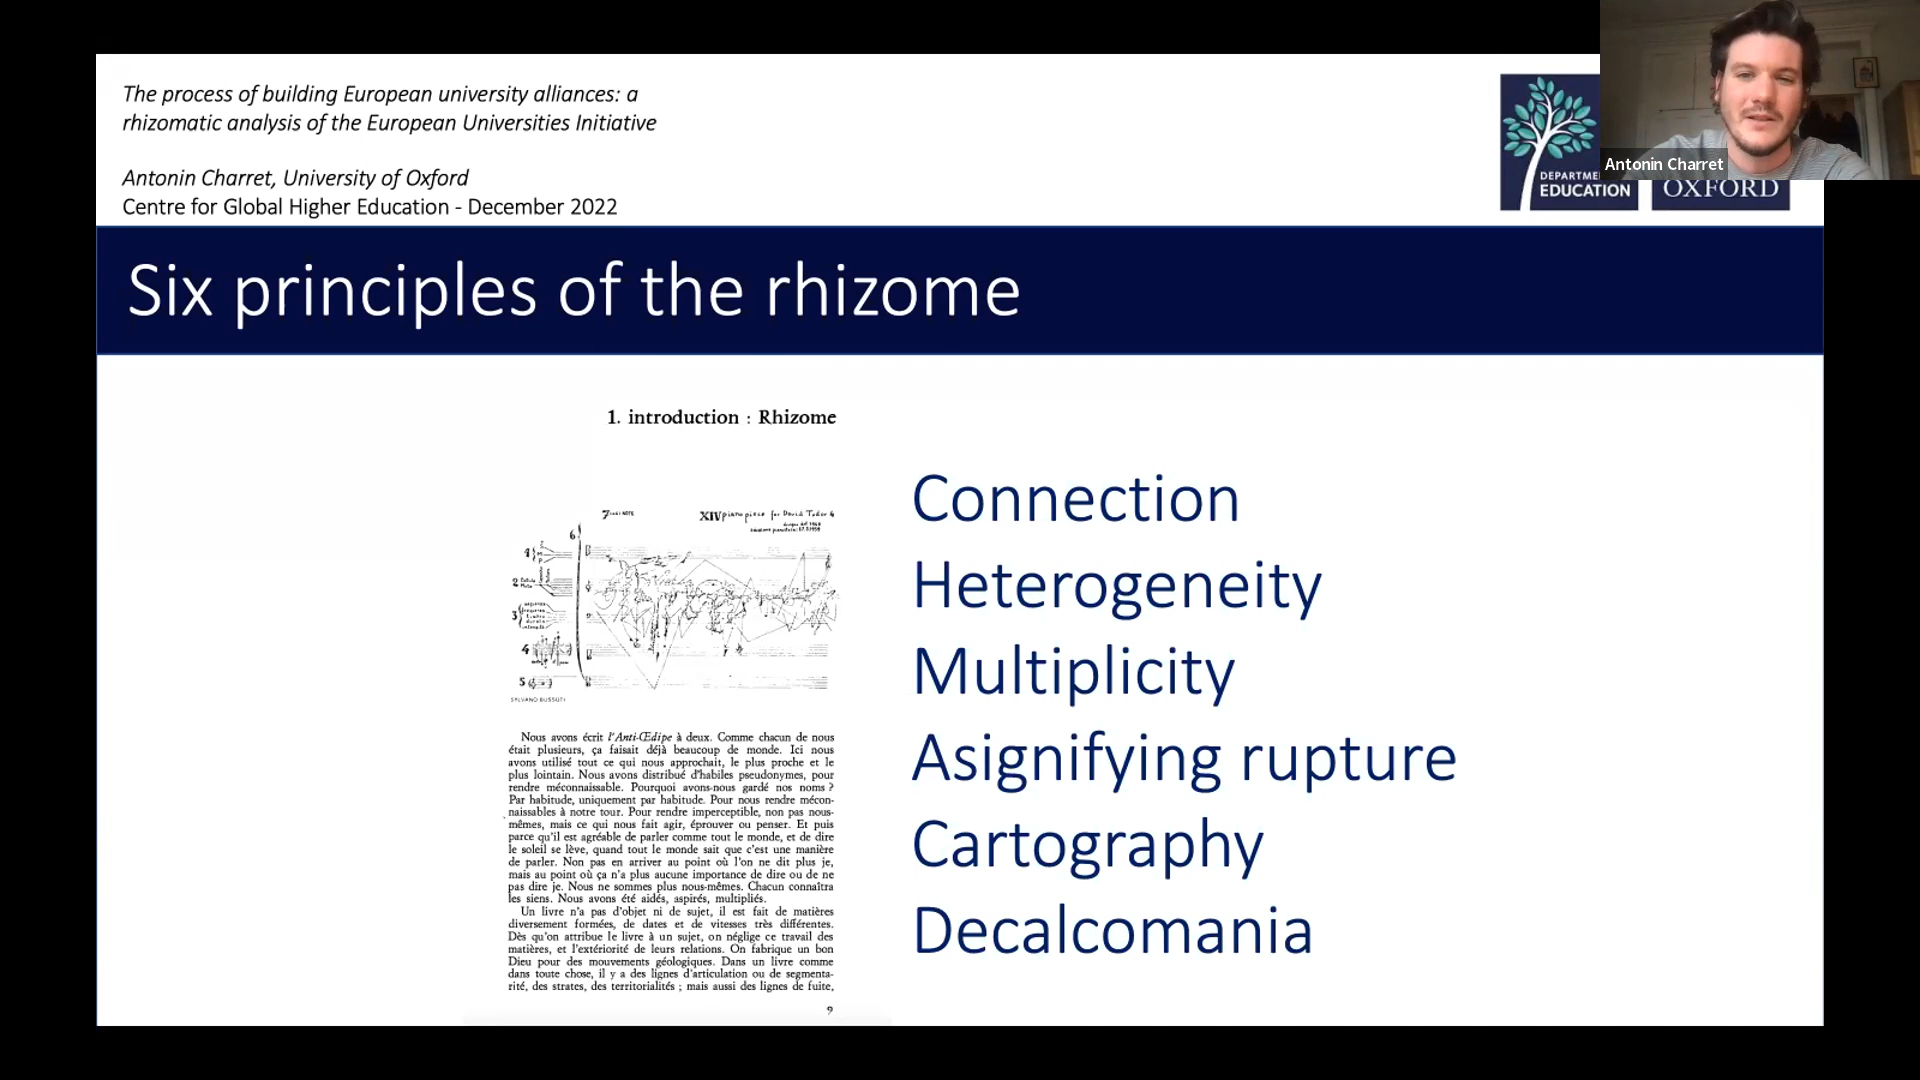 The process of building European university alliances: a
rhizomatic analysis of the European Universities Initiative
Antonin Charret, University of Oxford
Centre for Global Higher Education - December 2022
EDUCATION
OXFORD
Antonin Charret
Six principles of the rhizome
1. introduction : Rhizome
XIV piano piece for David Tudor 4
6
1
2
3
4
5
SYLVANO BUSSOTI
Nous avons écrit l'Anti-Œdipe à deux. Comme chacun de nous
était plusieurs, ça faisait déjà beaucoup de monde. Ici nous
avons utilisé tout ce qui nous approchait, le plus proche et le
plus lointain. Nous avons distribué d'habiles pseudonymes, pour
rendre méconnaissable. Pourquoi avons-nous gardé nos noms ?
Par habitude, uniquement par habitude. Pour nous rendre mécon-
naissables à notre tour. Pour rendre imperceptible, non pas nous-
mêmes, mais ce qui nous fait agir, éprouver ou penser. Et puis
parce qu'il est agréable de parler comme tout le monde, et de dire
le soleil se lève, quand tout le monde sait que c'est une manière
de parler. Non pas en arriver au point où l'on ne dit plus je,
mais au point où ça n'a plus aucune importance de dire ou de ne
pas dire je. Nous ne sommes plus nous-mêmes. Chacun connaîtra
les siens. Nous avons été aidés, aspirés, multipliés.
Un livre n'a pas d'objet ni de sujet, il est fait de matières
diversement formées, de dates et de vitesses très différentes.
Dès qu'on attribue le livre à un sujet, on néglige ce travail des
matières, et l'extériorité de leurs relations. On fabrique un bon
Dieu pour des mouvements géologiques. Dans un livre comme
dans toute chose, il y a des lignes d'articulation ou de segmenta-
rité, des strates, des territorialités ; mais aussi des lignes de fuite,
9
Connection
Heterogeneity
Multiplicity
Asignifying rupture
Cartography
Decalcomania